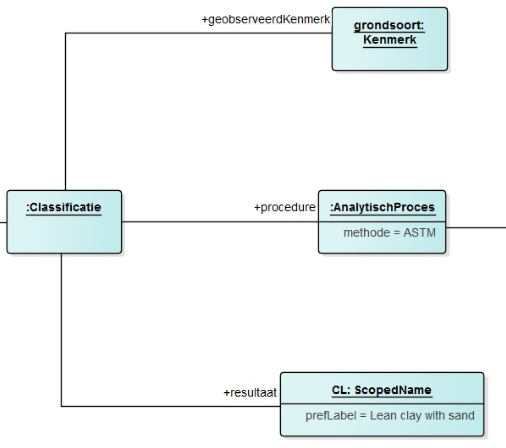 +geobserveerdKenmerk
grondsoort:
Kenmerk
:Classificatie
+procedure
:AnalytischProces
methode = ASTM
+resultaat
CL: ScopedName
prefLabel = Lean clay with sand